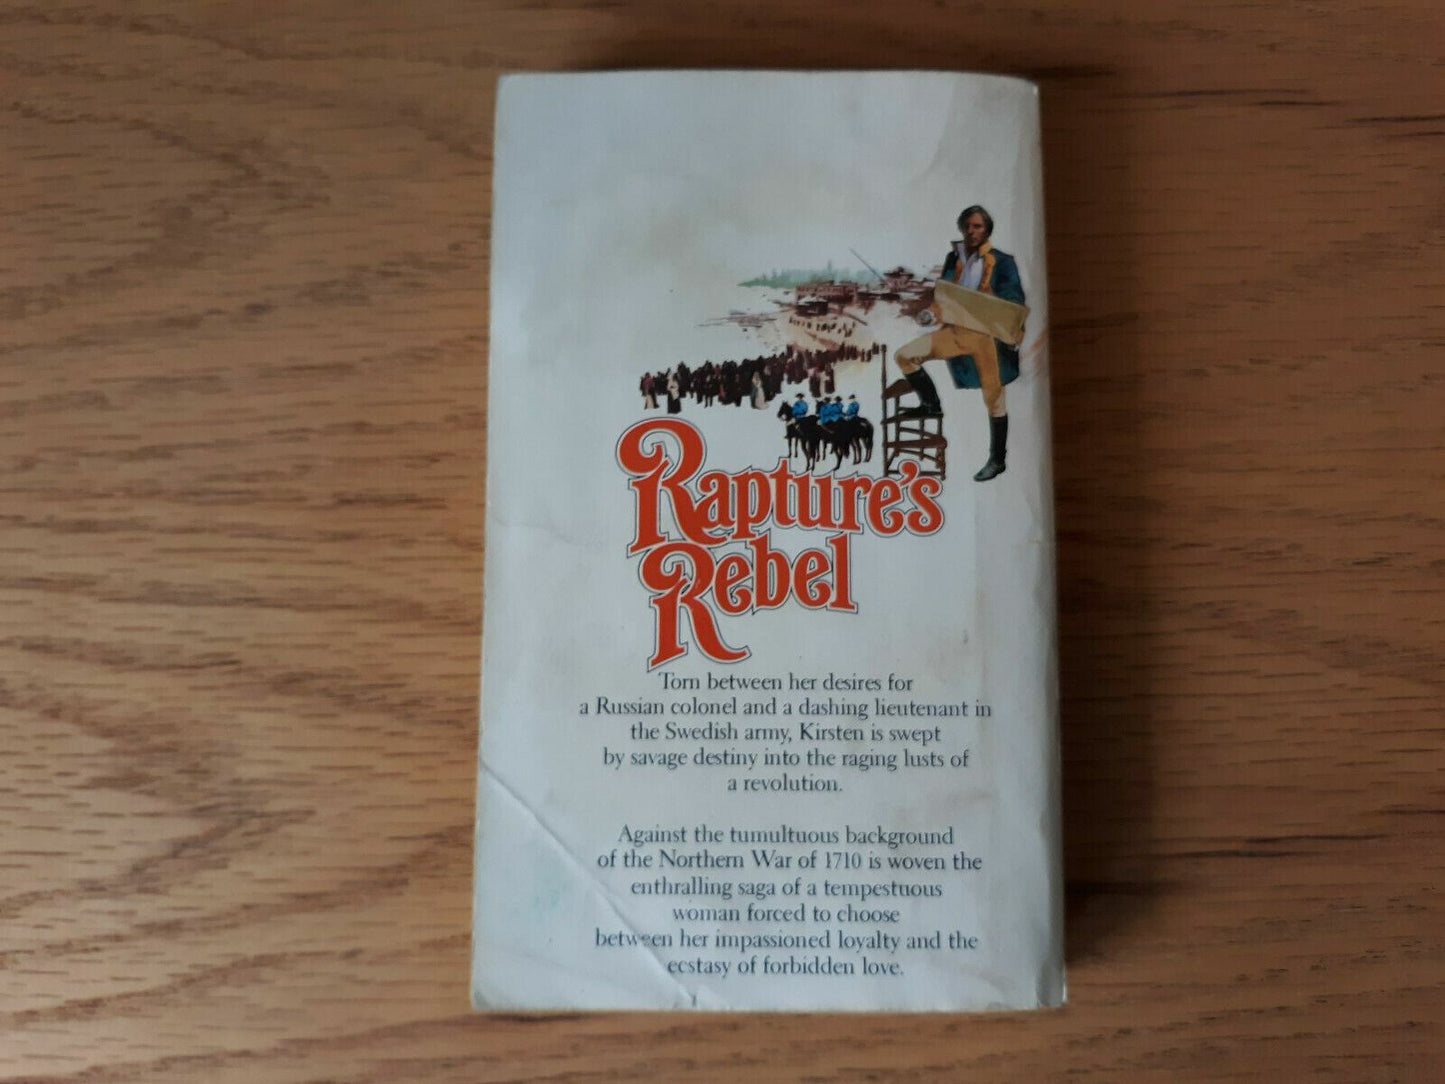 Rapture's
Rebel
Torn between her desires for
a Russian colonel and a dashing lieutenant in
the Swedish army, Kirsten is swept
by savage destiny into the raging lusts of
a revolution.
Against the tumultuous background
of the Northern War of 1710 is woven the
enthralling saga of a tempestuous
woman forced to choose
between her impassioned loyalty and the
ecstasy of forbidden love.